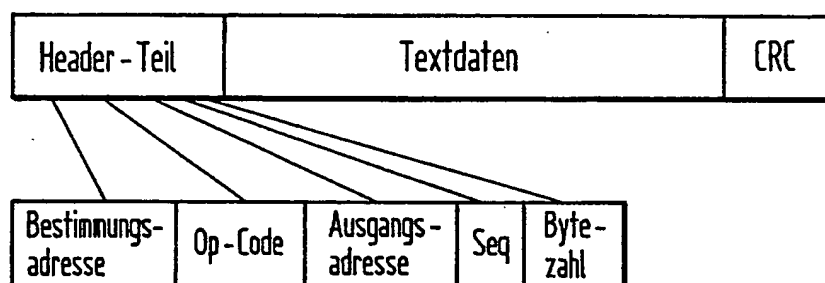 Header-Teil
Textdaten
CRC
Bestimmungs-
adresse
Op-Code
Ausgangs-
adresse
Seq
Byte-
zahl